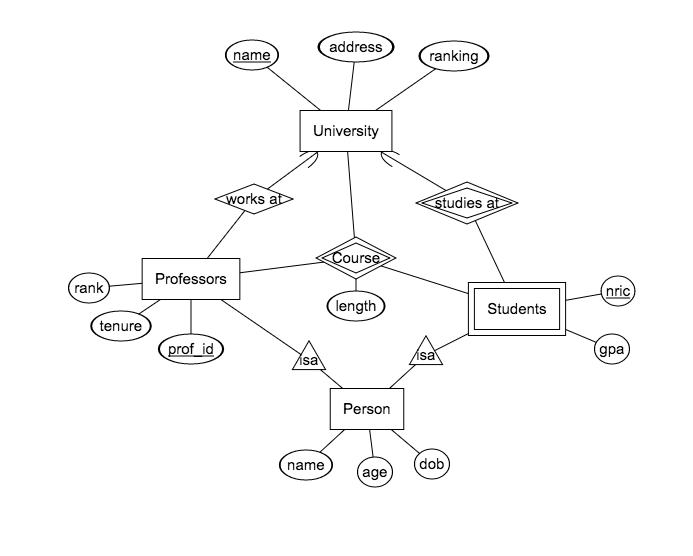 name
address
ranking
University
works at
studies at
Course
Professors
rank
tenure
prof_id
length
Students
nric
gpa
isa
isa
Person
name
age
dob